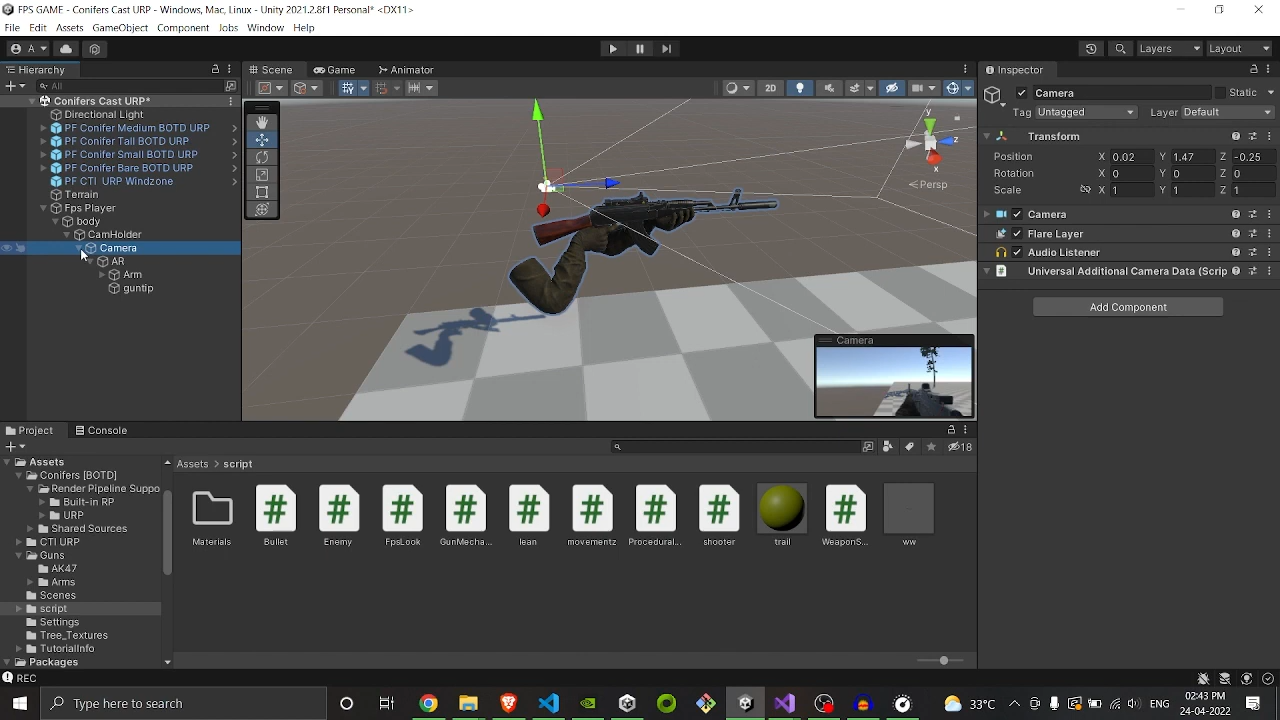 FPS GAME - Conifers Cast URP - Windows, Mac, Linux - Unity 2021.2.8f1 Personal* <DX11>
File Edit Assets GameObject Component Jobs Window Help
A Layers Layout
Hierarchy Scene Game Animator Inspector
All 2D
Conifers Cast URP*
Directional Light
PF Conifer Medium BOTD URP
PF Conifer Tall BOTD URP
PF Conifer Small BOTD URP
PF Conifer Bare BOTD URP
PF CTI URP Windzone
Terrain
Fps Player
body
CamHolder
Camera
AR
Arm
guntip
y
z
x
Persp
Camera
Camera Static
Tag Untagged Layer Default
Transform
Position X 0.02 Y 1.47 Z -0.25
Rotation X 0 Y 0 Z 0
Scale X 1 Y 1 Z 1
Camera
Flare Layer
Audio Listener
Universal Additional Camera Data (Scrip
Add Component
Project Console
18
Assets
Conifers [BOTD]
Render Pipeline Suppo
Built-in RP
URP
Shared Sources
CTI URP
Guns
AK47
Arms
Scenes
script
Settings
Tree_Textures
TutorialInfo
Packages
Assets > script
Materials Bullet Enemy FpsLook GunMecha... lean movementz Procedural... shooter trail WeaponS... ww
REC
Type here to search
33°C ENG 02:43 PM
24-04-2022